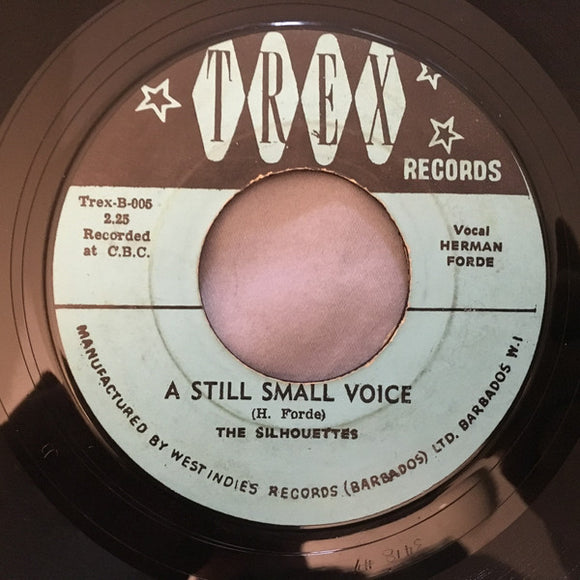 TREX
RECORDS
Trex-B-005
2.25
Recorded
at C.B.C.
Vocal
HERMAN
FORDE
A STILL SMALL VOICE
(H. Forde)
THE SILHOUETTES
MANUFACTURED BY WEST INDIE'S RECORDS (BARBADOS) LTD. BARBADOS W.I